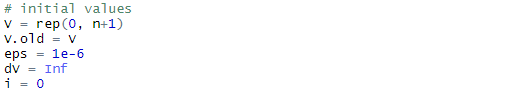 # initial values
v = rep(0, n+1)
v.old = v
eps = 1e-6
dv = Inf
i = 0